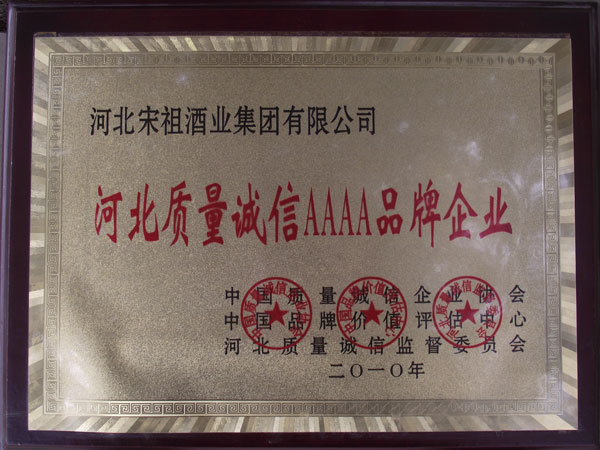 河北宋祖酒业集团有限公司
河北质量诚信AAAA品牌企业
中国质量诚信企业协会
中国品牌价值评估中心
河北质量诚信监督委员会
二〇一〇年